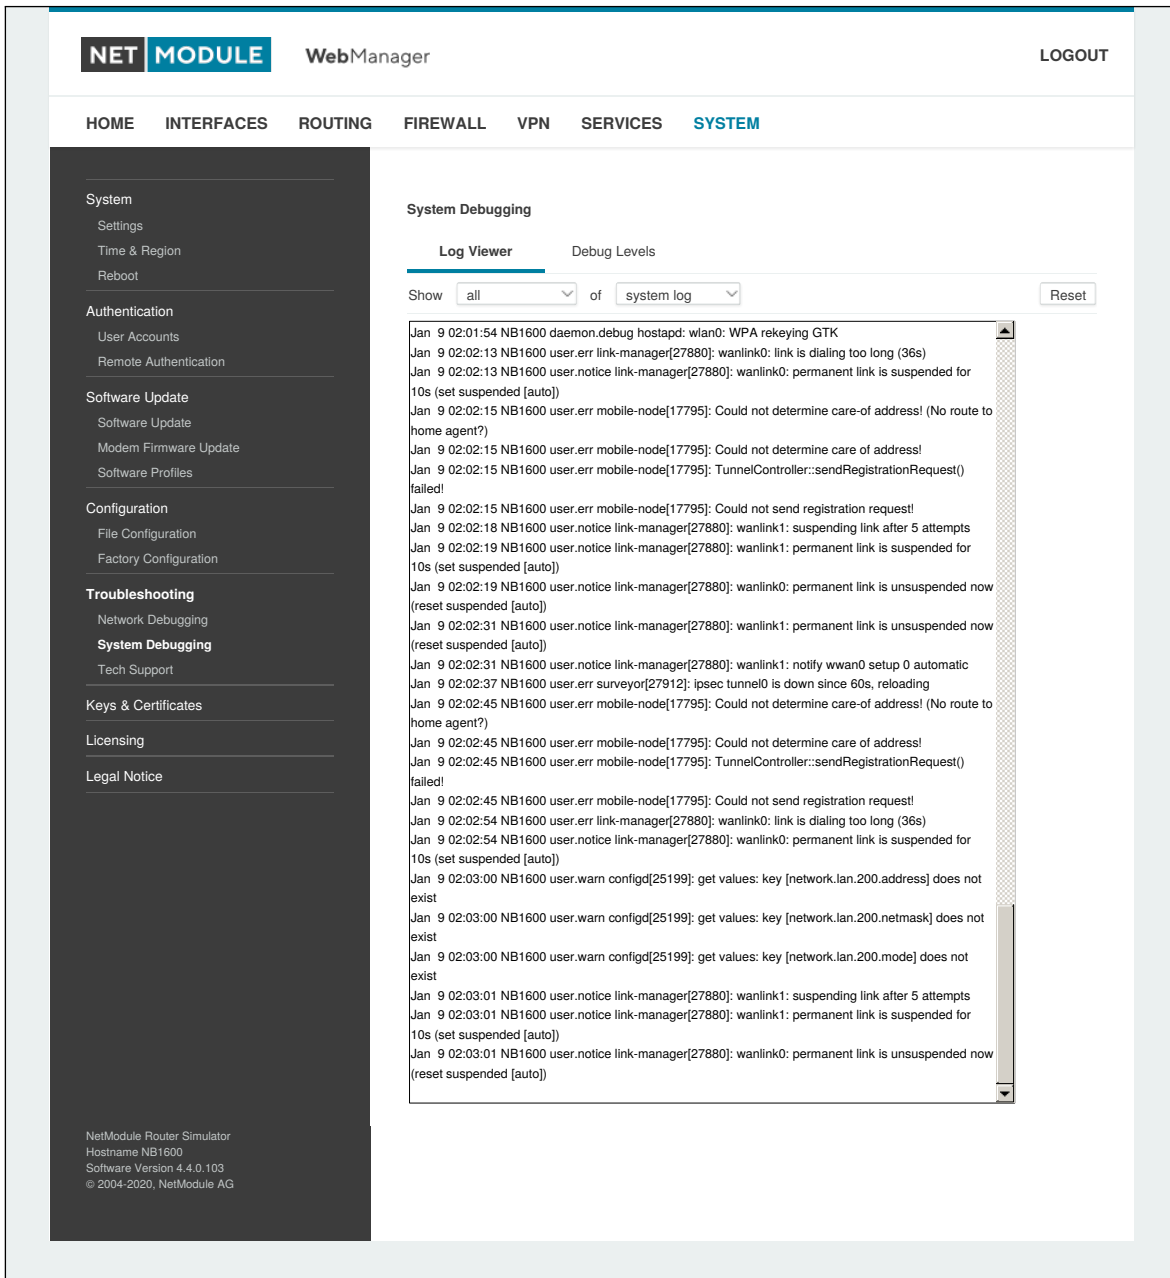 NET MODULE WebManager LOGOUT
HOME INTERFACES ROUTING FIREWALL VPN SERVICES SYSTEM
System
Settings
Time & Region
Reboot
Authentication
User Accounts
Remote Authentication
Software Update
Software Update
Modem Firmware Update
Software Profiles
Configuration
File Configuration
Factory Configuration
Troubleshooting
Network Debugging
System Debugging
Tech Support
Keys & Certificates
Licensing
Legal Notice
NetModule Router Simulator
Hostname NB1600
Software Version 4.4.0.103
© 2004-2020, NetModule AG
System Debugging
Log Viewer Debug Levels
Show all of system log Reset
Jan 9 02:01:54 NB1600 daemon.debug hostapd: wlan0: WPA rekeying GTK
Jan 9 02:02:13 NB1600 user.err link-manager[27880]: wanlink0: link is dialing too long (36s)
Jan 9 02:02:13 NB1600 user.notice link-manager[27880]: wanlink0: permanent link is suspended for
10s (set suspended [auto])
Jan 9 02:02:15 NB1600 user.err mobile-node[17795]: Could not determine care-of address! (No route to
home agent?)
Jan 9 02:02:15 NB1600 user.err mobile-node[17795]: Could not determine care of address!
Jan 9 02:02:15 NB1600 user.err mobile-node[17795]: TunnelController::sendRegistrationRequest()
failed!
Jan 9 02:02:15 NB1600 user.err mobile-node[17795]: Could not send registration request!
Jan 9 02:02:18 NB1600 user.notice link-manager[27880]: wanlink1: suspending link after 5 attempts
Jan 9 02:02:19 NB1600 user.notice link-manager[27880]: wanlink1: permanent link is suspended for
10s (set suspended [auto])
Jan 9 02:02:19 NB1600 user.notice link-manager[27880]: wanlink0: permanent link is unsuspended now
(reset suspended [auto])
Jan 9 02:02:31 NB1600 user.notice link-manager[27880]: wanlink1: permanent link is unsuspended now
(reset suspended [auto])
Jan 9 02:02:31 NB1600 user.notice link-manager[27880]: wanlink1: notify wwan0 setup 0 automatic
Jan 9 02:02:37 NB1600 user.err surveyor[27912]: ipsec tunnel0 is down since 60s, reloading
Jan 9 02:02:45 NB1600 user.err mobile-node[17795]: Could not determine care-of address! (No route to
home agent?)
Jan 9 02:02:45 NB1600 user.err mobile-node[17795]: Could not determine care of address!
Jan 9 02:02:45 NB1600 user.err mobile-node[17795]: TunnelController::sendRegistrationRequest()
failed!
Jan 9 02:02:45 NB1600 user.err mobile-node[17795]: Could not send registration request!
Jan 9 02:02:54 NB1600 user.err link-manager[27880]: wanlink0: link is dialing too long (36s)
Jan 9 02:02:54 NB1600 user.notice link-manager[27880]: wanlink0: permanent link is suspended for
10s (set suspended [auto])
Jan 9 02:03:00 NB1600 user.warn configd[25199]: get values: key [network.lan.200.address] does not
exist
Jan 9 02:03:00 NB1600 user.warn configd[25199]: get values: key [network.lan.200.netmask] does not
exist
Jan 9 02:03:00 NB1600 user.warn configd[25199]: get values: key [network.lan.200.mode] does not
exist
Jan 9 02:03:01 NB1600 user.notice link-manager[27880]: wanlink1: suspending link after 5 attempts
Jan 9 02:03:01 NB1600 user.notice link-manager[27880]: wanlink1: permanent link is suspended for
10s (set suspended [auto])
Jan 9 02:03:01 NB1600 user.notice link-manager[27880]: wanlink0: permanent link is unsuspended now
(reset suspended [auto])